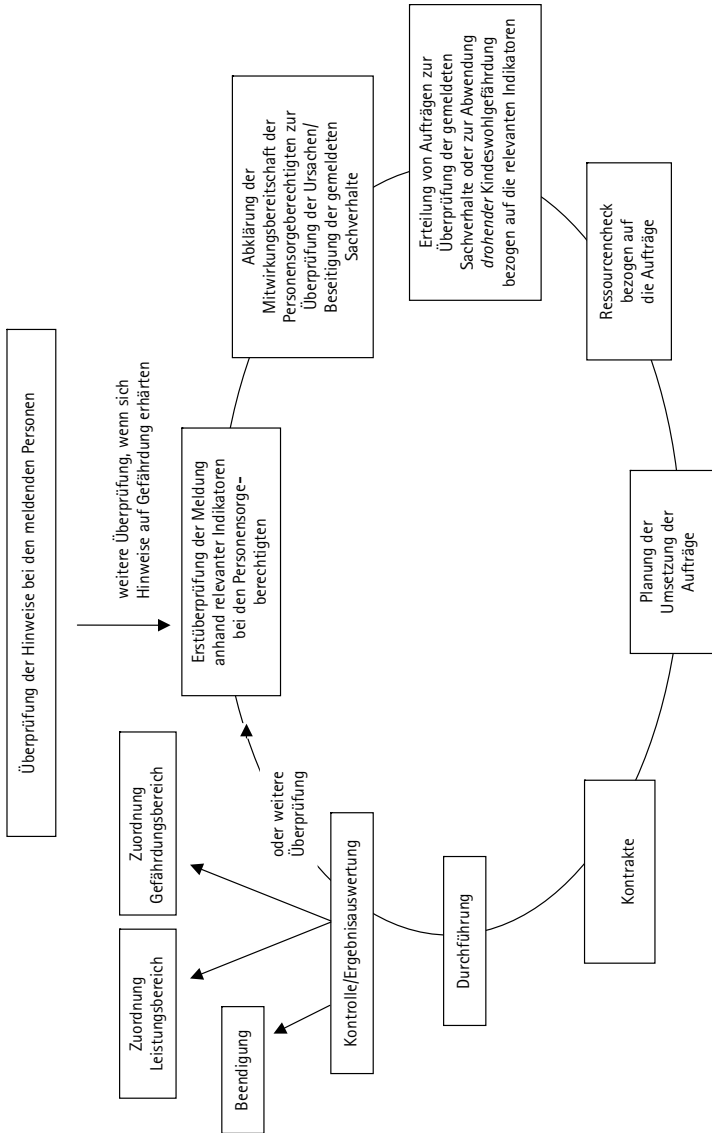 Überprüfung der Hinweise bei den meldenden Personen
weitere Überprüfung, wenn sich
Hinweise auf Gefährdung erhärten
Erstüberprüfung der Meldung
anhand relevanter Indikatoren
bei den Personensorge-
berechtigten
Abklärung der
Mitwirkungsbereitschaft der
Personensorgeberechtigten zur
Überprüfung der Ursachen/
Beseitigung der gemeldeten
Sachverhalte
Erteilung von Aufträgen zur
Überprüfung der gemeldeten
Sachverhalte oder zur Abwendung
drohender Kindeswohlgefährdung
bezogen auf die relevanten Indikatoren
Ressourcencheck
bezogen auf
die Aufträge
Planung der
Umsetzung der
Aufträge
Kontrakte
Durchführung
Kontrolle/Ergebnisauswertung
oder weitere
Überprüfung
Beendigung
Zuordnung
Leistungsbereich
Zuordnung
Gefährdungsbereich